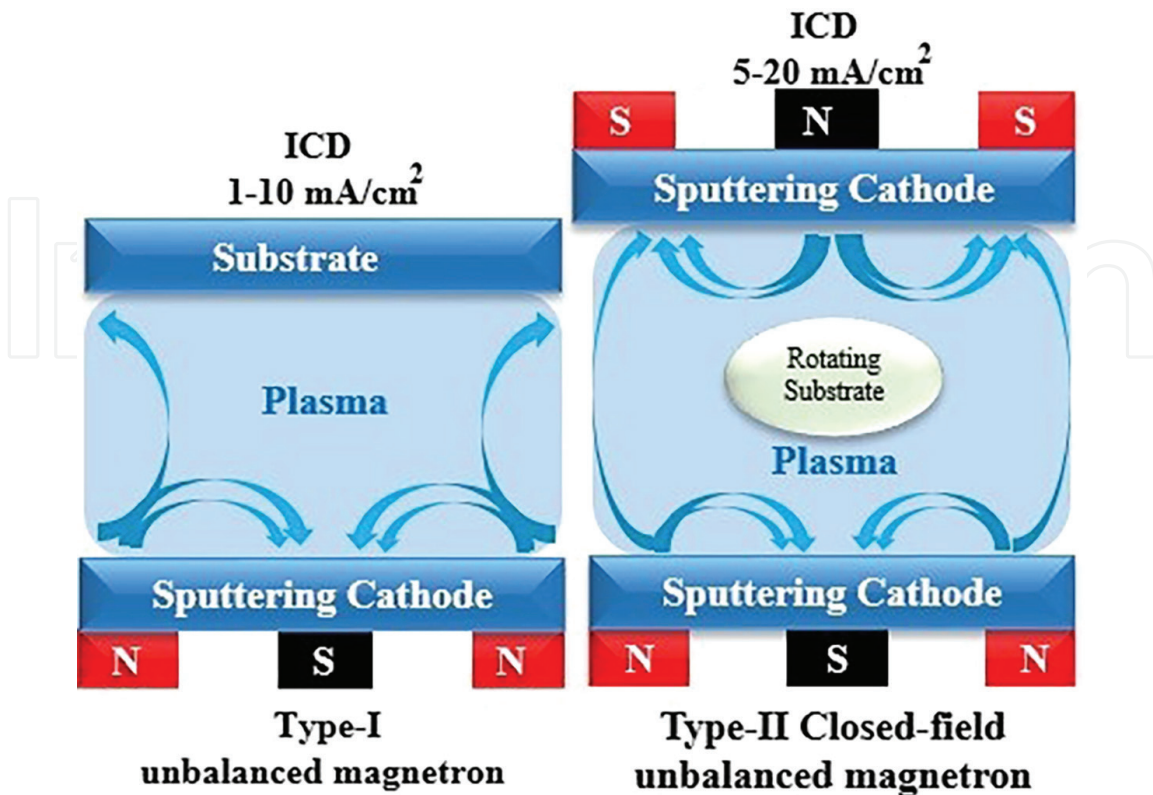 ICD
1-10 mA/cm²
Substrate
Plasma
Sputtering Cathode
N S N
Type-I
unbalanced magnetron
ICD
5-20 mA/cm²
S N S
Sputtering Cathode
Rotating
Substrate
Plasma
Sputtering Cathode
N S N
Type-II Closed-field
unbalanced magnetron